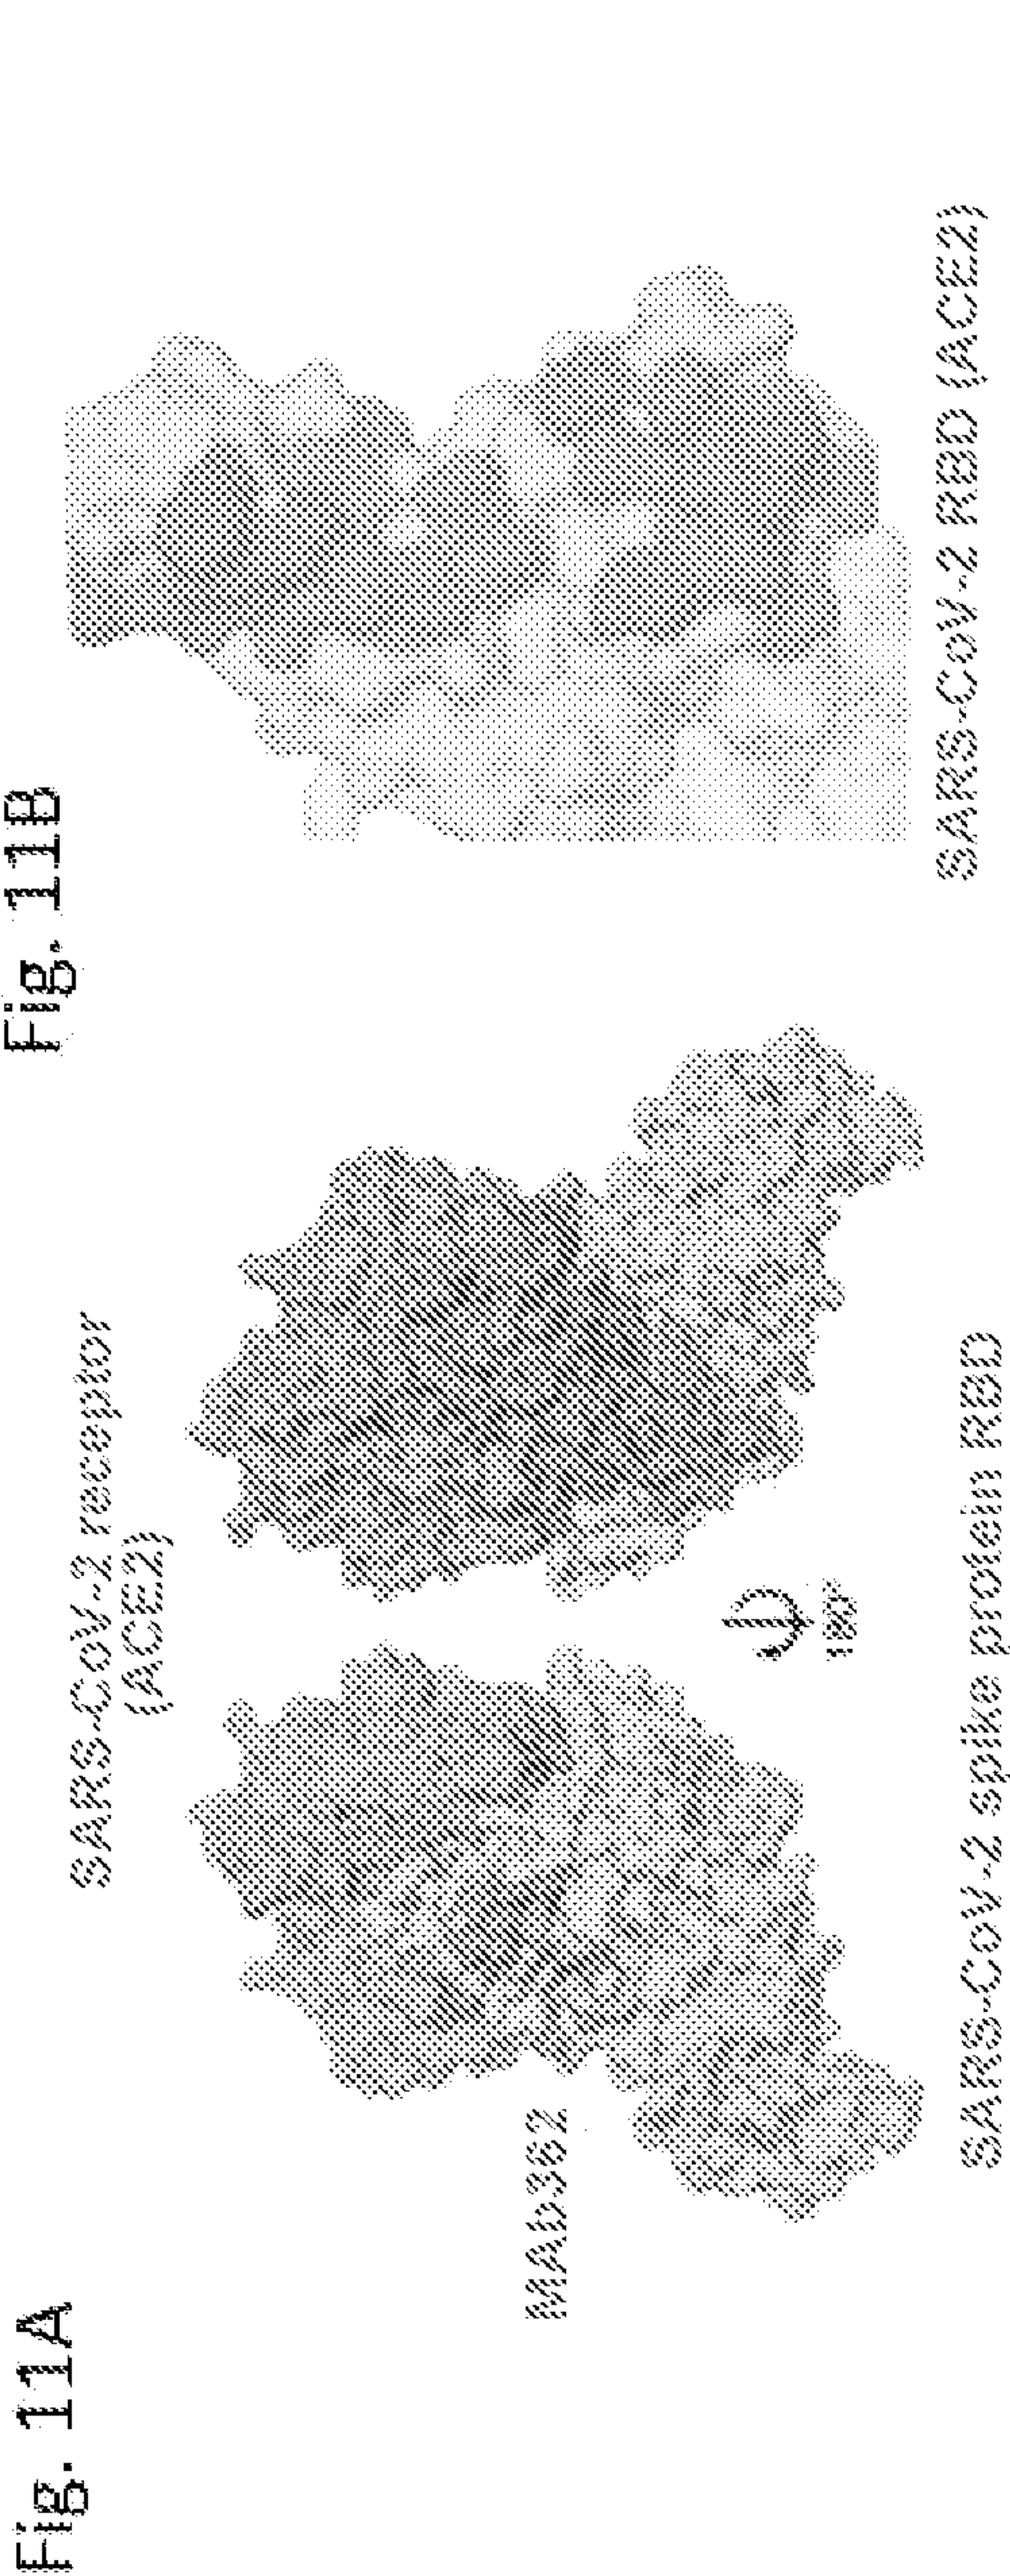 Fig. 11A
SARS-CoV-2 receptor
(ACE2)
MAb362
180°
SARS-CoV-2 spike protein RBD
Fig. 11B
SARS-CoV-2 RBD (ACE2)